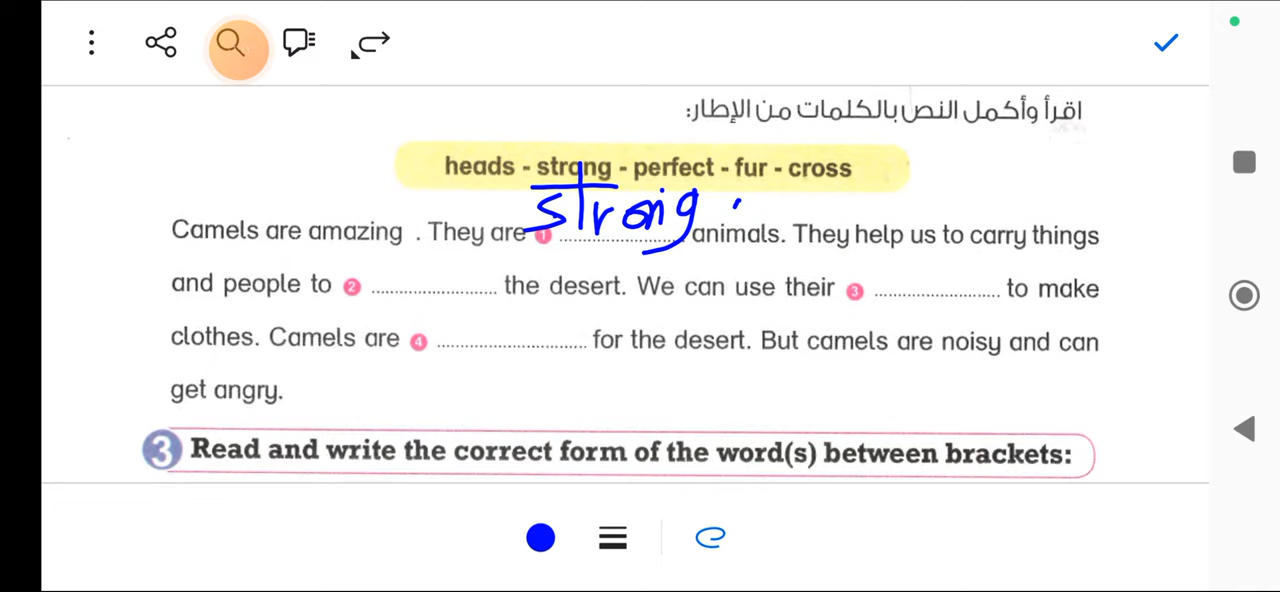 اقرأ وأكمل النص بالكلمات من الإطار:
heads - strong - perfect - fur - cross
strong
Camels are amazing . They are 1 ........................ animals. They help us to carry things
and people to 2 ........................ the desert. We can use their 3 ........................ to make
clothes. Camels are 4 ............................ for the desert. But camels are noisy and can
get angry.
3 Read and write the correct form of the word(s) between brackets: